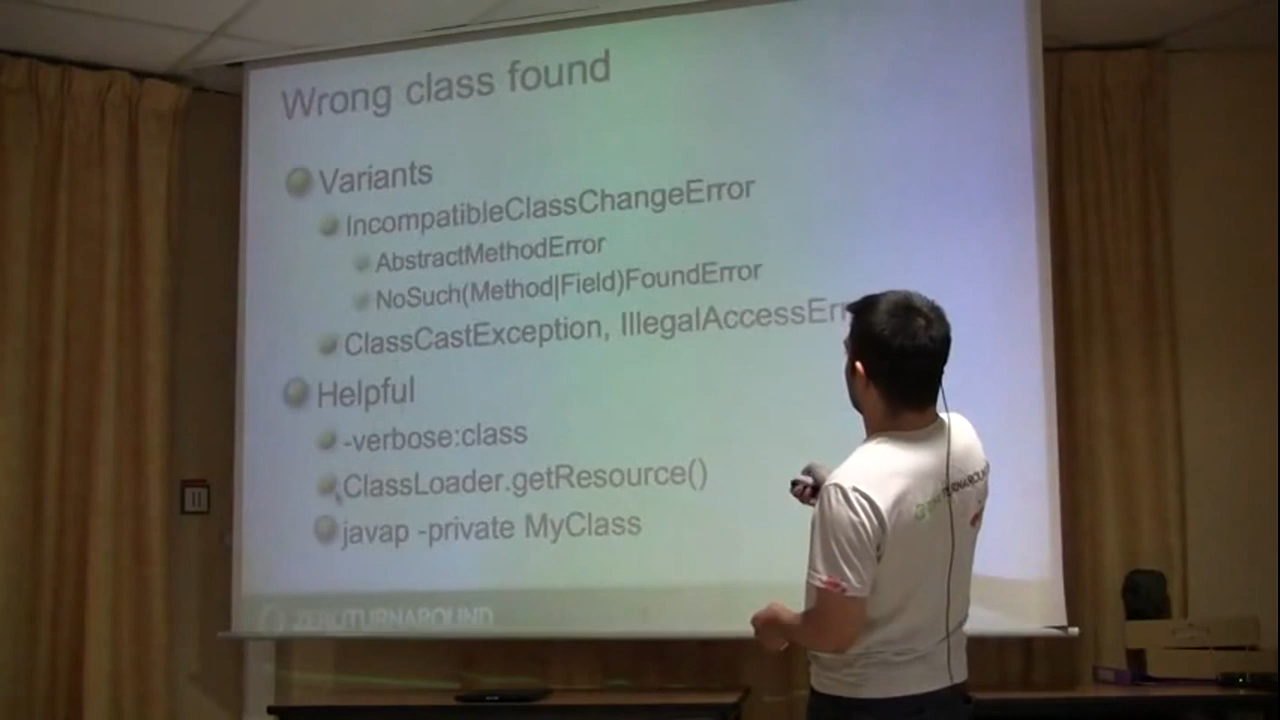 Wrong class found
Variants
IncompatibleClassChangeError
AbstractMethodError
NoSuch(Method|Field)FoundError
ClassCastException, IllegalAccessErr
Helpful
-verbose:class
ClassLoader.getResource()
javap -private MyClass
ZEROTURNAROUND